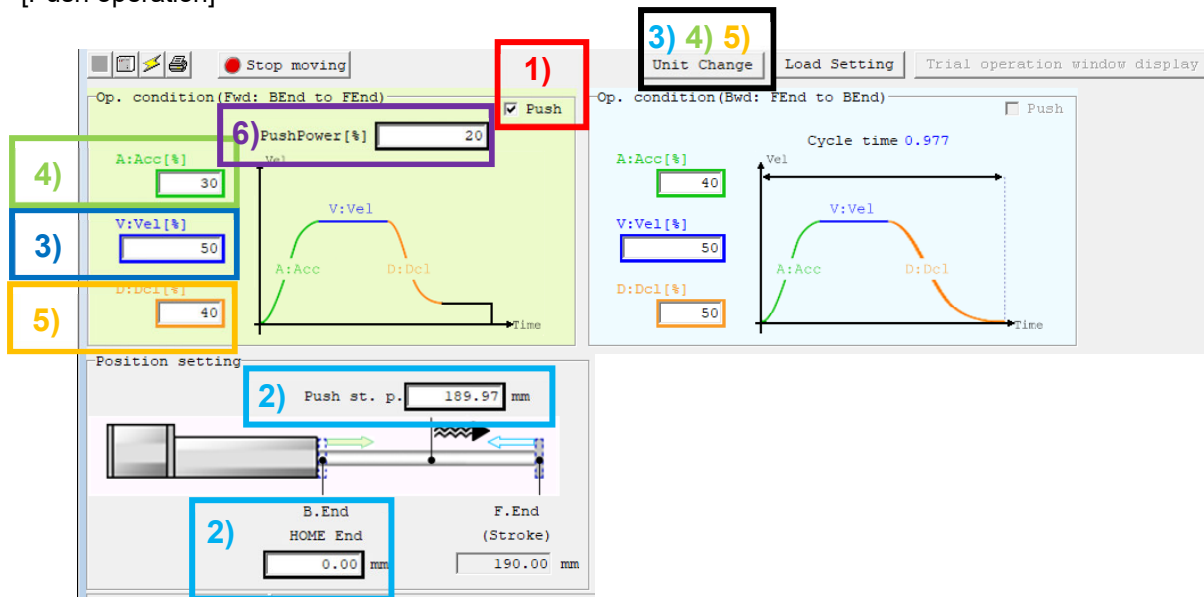 [Push operation]
3) 4) 5)
Stop moving
1)
Unit Change
Load Setting
Trial operation window display
Op. condition(Fwd: BEnd to FEnd)
Push
Op. condition(Bwd: FEnd to BEnd)
Push
6)
PushPower[%]
20
Cycle time 0.977
4)
A:Acc[%]
30
Vel
A:Acc[%]
40
Vel
3)
V:Vel[%]
50
V:Vel
V:Vel[%]
50
V:Vel
A:Acc
D:Dcl
A:Acc
D:Dcl
5)
D:Dcl[%]
40
Time
D:Dcl[%]
50
Time
Position setting
2)
Push st. p.
189.97 mm
B.End
F.End
2)
HOME End
(Stroke)
0.00 mm
190.00 mm